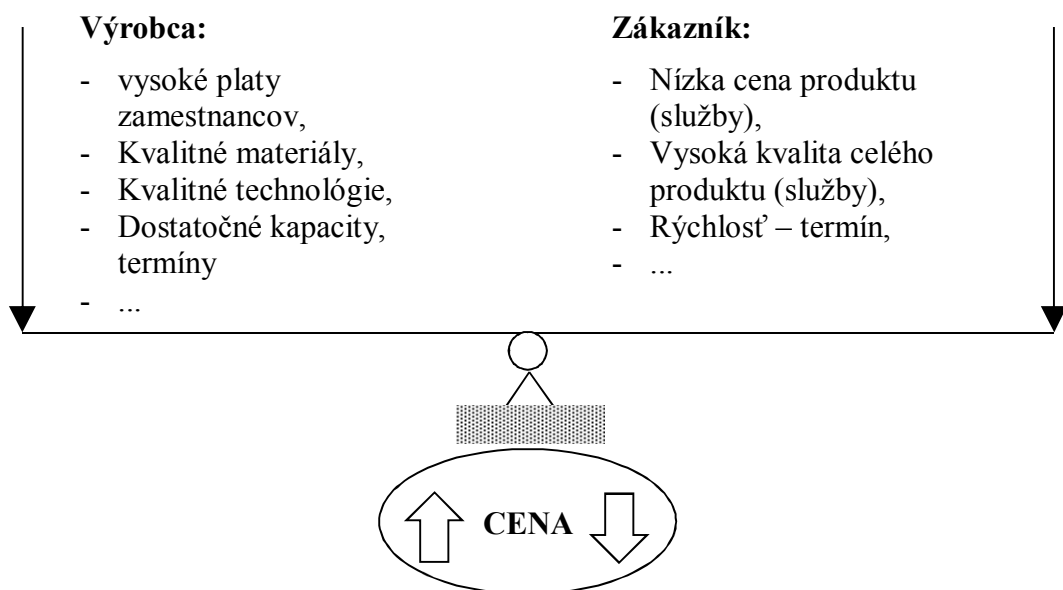 Výrobca:
- vysoké platy
zamestnancov,
- Kvalitné materiály,
- Kvalitné technológie,
- Dostatočné kapacity,
termíny
- ...
Zákazník:
- Nízka cena produktu
(služby),
- Vysoká kvalita celého
produktu (služby),
- Rýchlosť – termín,
- ...
CENA